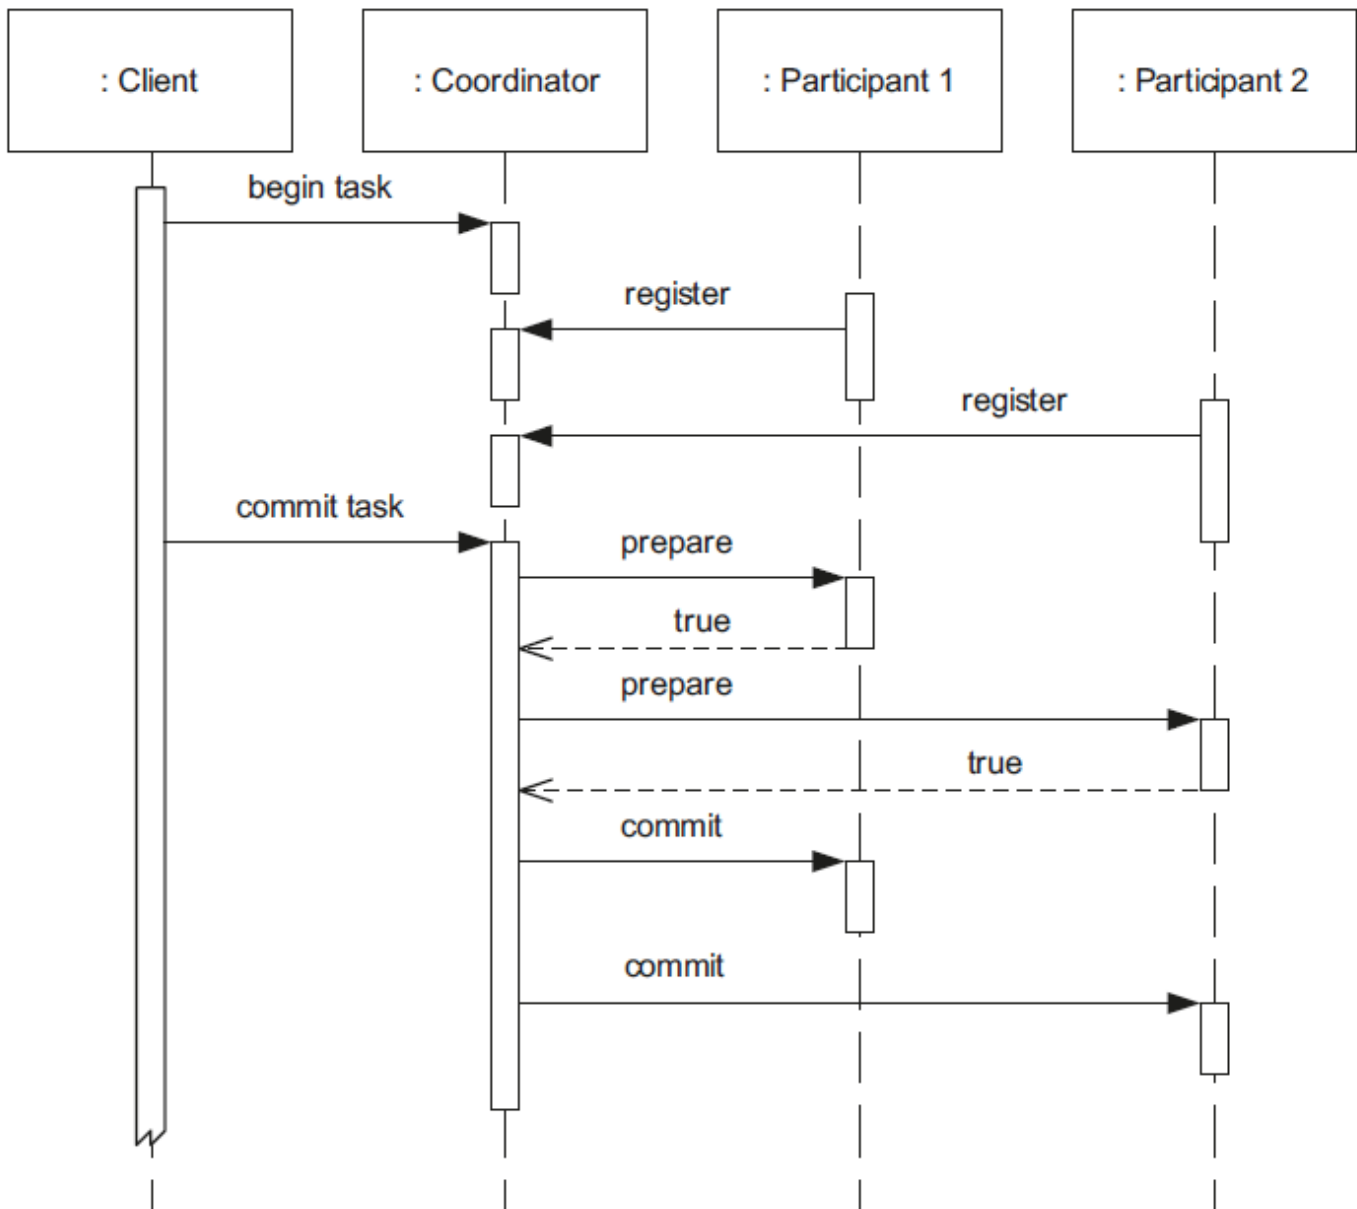 : Client
: Coordinator
: Participant 1
: Participant 2
begin task
register
register
commit task
prepare
true
prepare
true
commit
commit